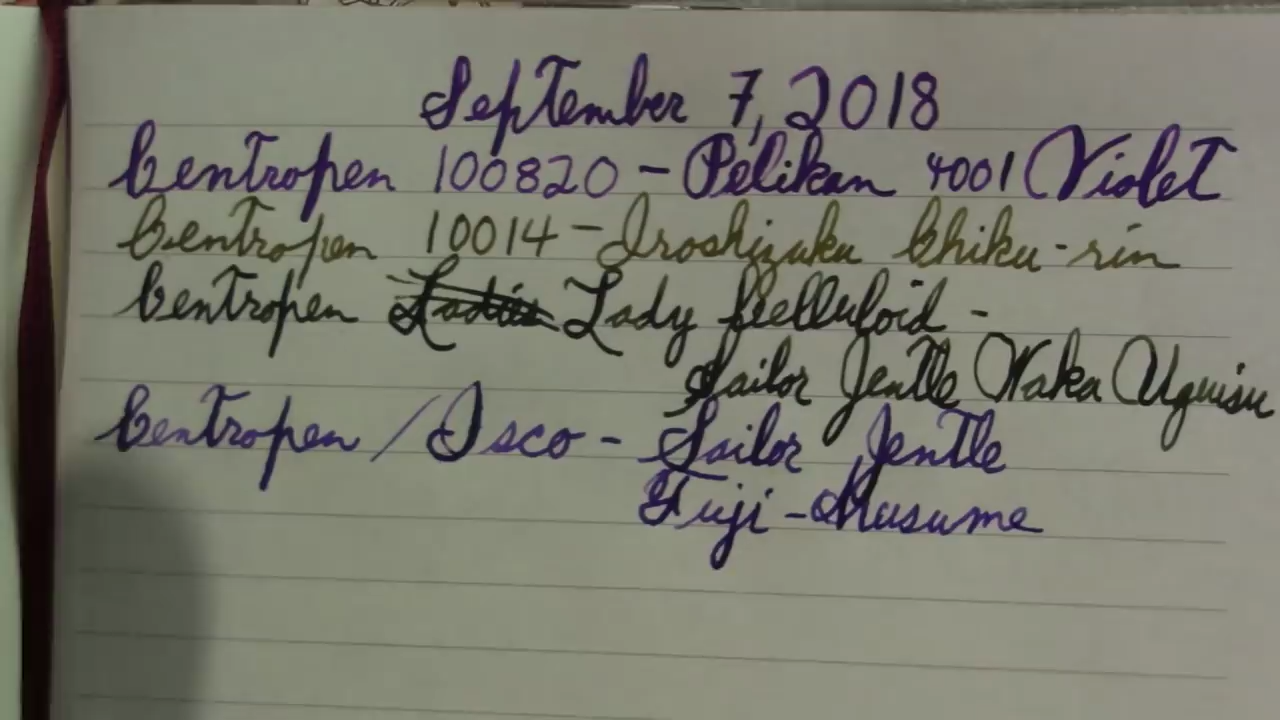 September 7, 2018
Centropen 100820 - Pelikan 4001 Violet
Centropen 10014 - Iroshizuku Chiku-rin
Centropen Lady Celluloid -
Sailor Jentle Waka Uguisu
Centropen / Isco - Sailor Jentle
Fuji-Musume